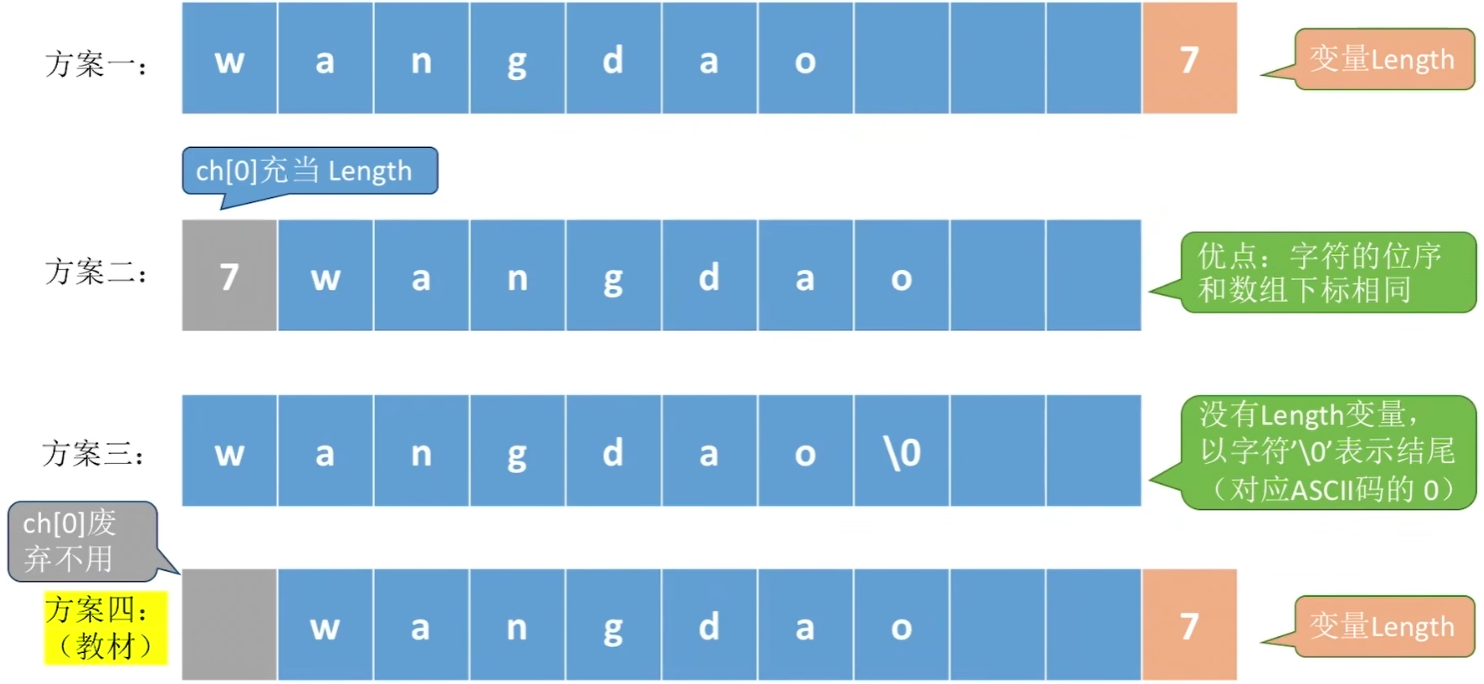 方案一： w a n g d a o 7 变量Length
ch[0]充当 Length
方案二： 7 w a n g d a o
优点：字符的位序
和数组下标相同
方案三： w a n g d a o \0
没有Length变量，
以字符'\0'表示结尾
（对应ASCII码的 0）
ch[0]废
弃不用
方案四：
（教材）
w a n g d a o 7 变量Length